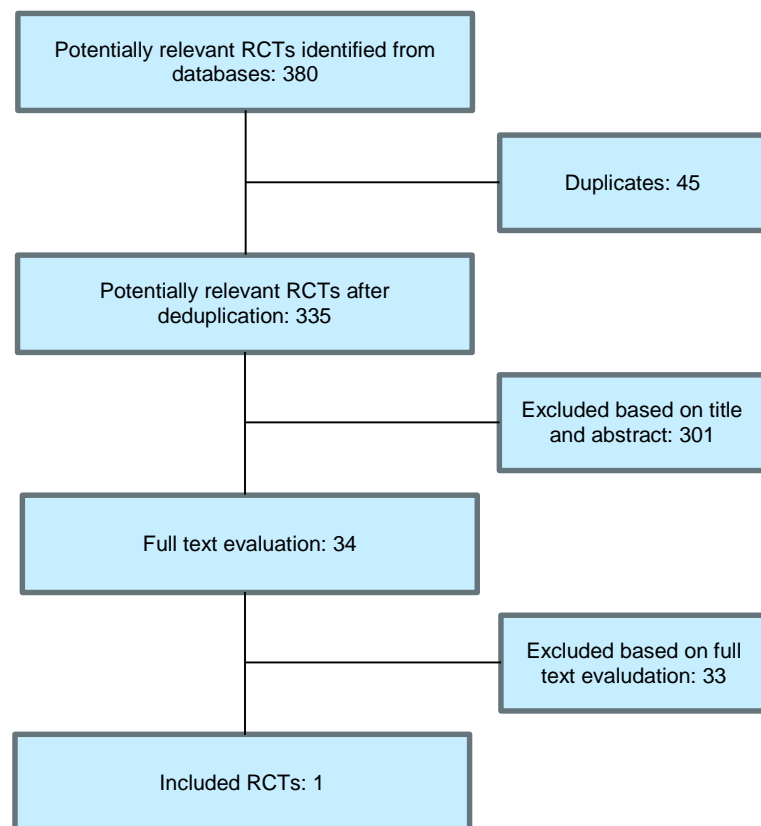 Potentially relevant RCTs identified from
databases: 380
Duplicates: 45
Potentially relevant RCTs after
deduplication: 335
Excluded based on title
and abstract: 301
Full text evaluation: 34
Excluded based on full
text evaludation: 33
Included RCTs: 1